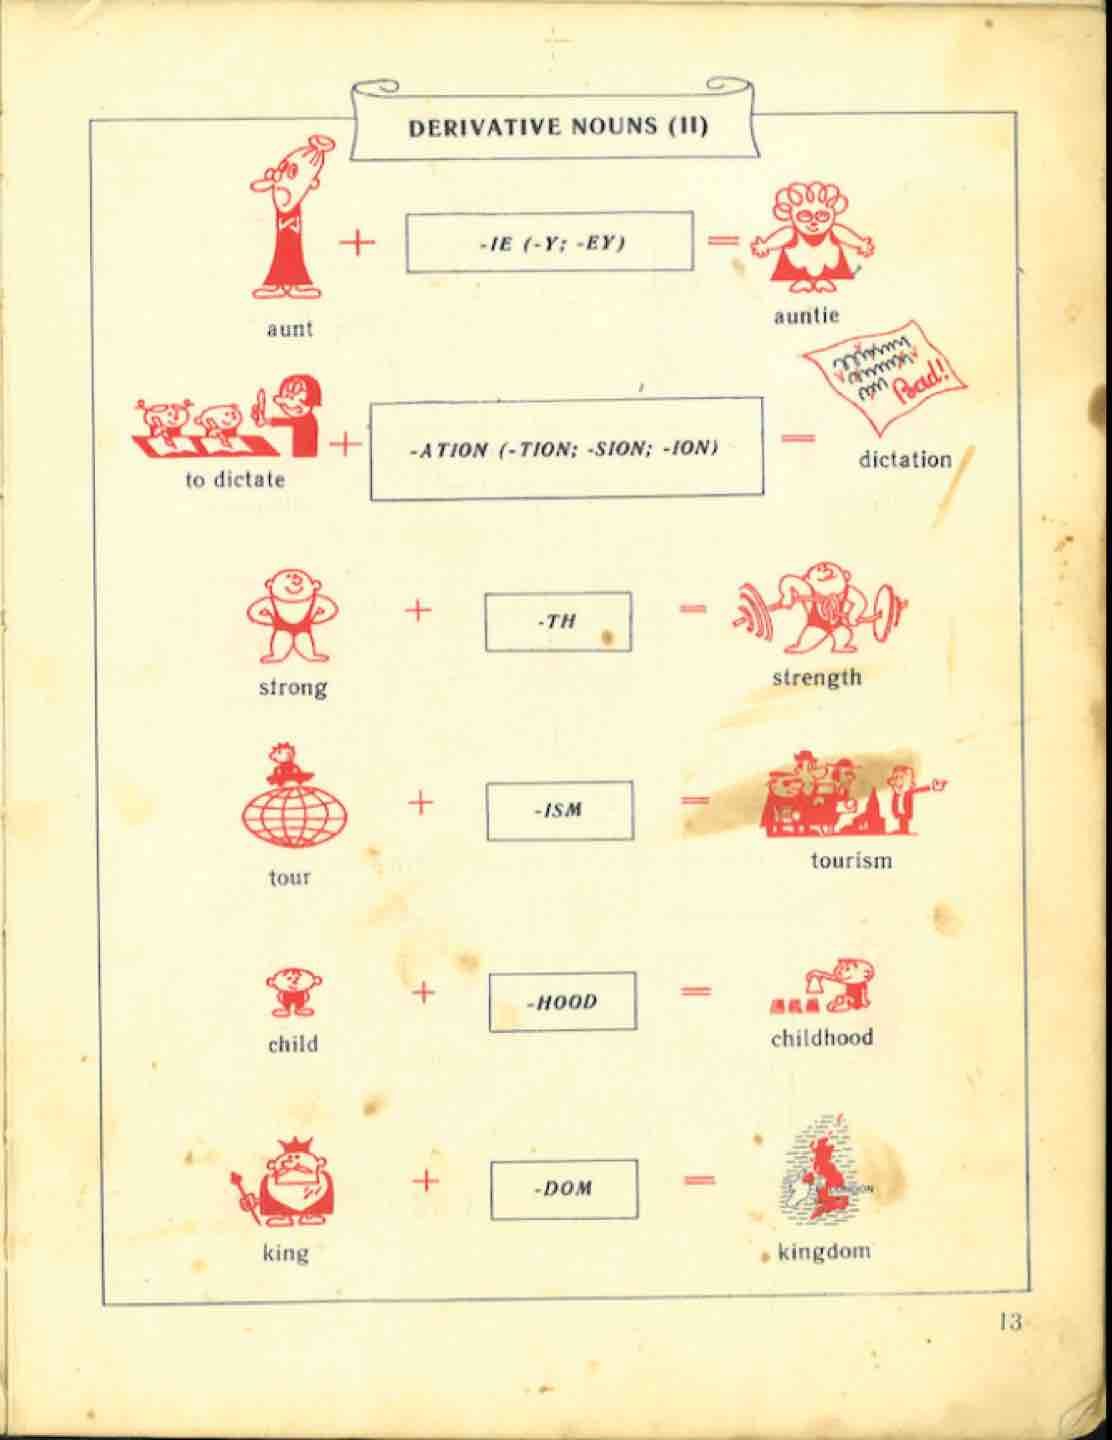 DERIVATIVE NOUNS (II)
+ -IE (-Y; -EY) =
aunt
auntie
Bad!
+ -ATION (-TION; -SION; -ION) =
to dictate
dictation
+ -TH =
strong
strength
+ -ISM =
tour
tourism
+ -HOOD =
child
childhood
+ -DOM =
LONDON
king
kingdom
13